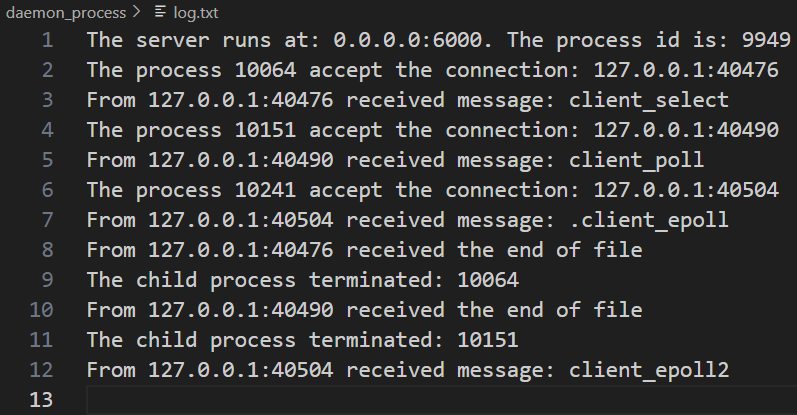 daemon_process > log.txt
1 The server runs at: 0.0.0.0:6000. The process id is: 9949
2 The process 10064 accept the connection: 127.0.0.1:40476
3 From 127.0.0.1:40476 received message: client_select
4 The process 10151 accept the connection: 127.0.0.1:40490
5 From 127.0.0.1:40490 received message: client_poll
6 The process 10241 accept the connection: 127.0.0.1:40504
7 From 127.0.0.1:40504 received message: .client_epoll
8 From 127.0.0.1:40476 received the end of file
9 The child process terminated: 10064
10 From 127.0.0.1:40490 received the end of file
11 The child process terminated: 10151
12 From 127.0.0.1:40504 received message: client_epoll2
13